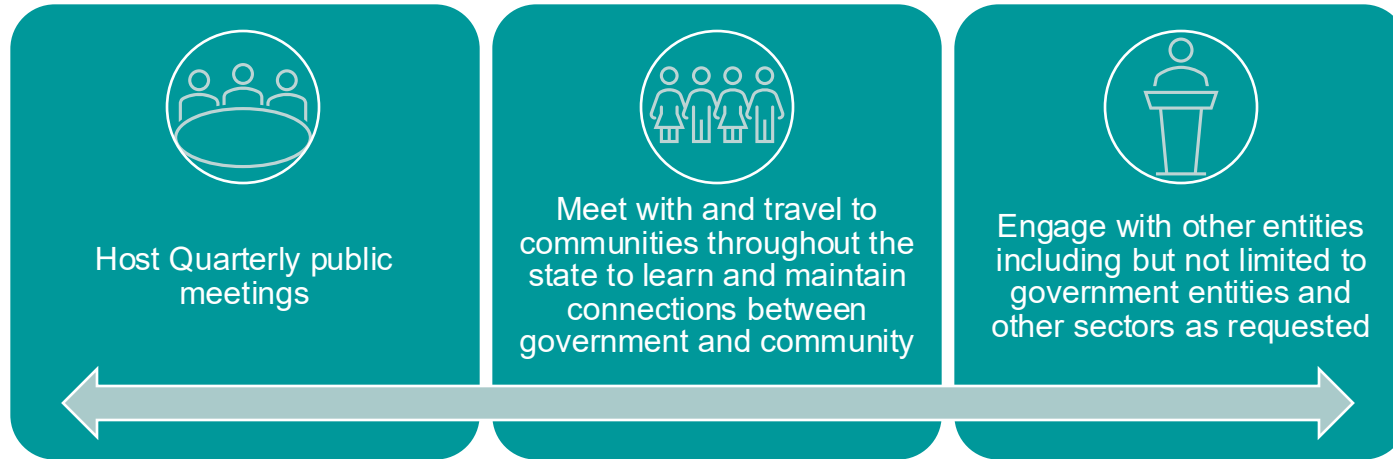 Host Quarterly public
meetings
Meet with and travel to
communities throughout the
state to learn and maintain
connections between
government and community
Engage with other entities
including but not limited to
government entities and
other sectors as requested